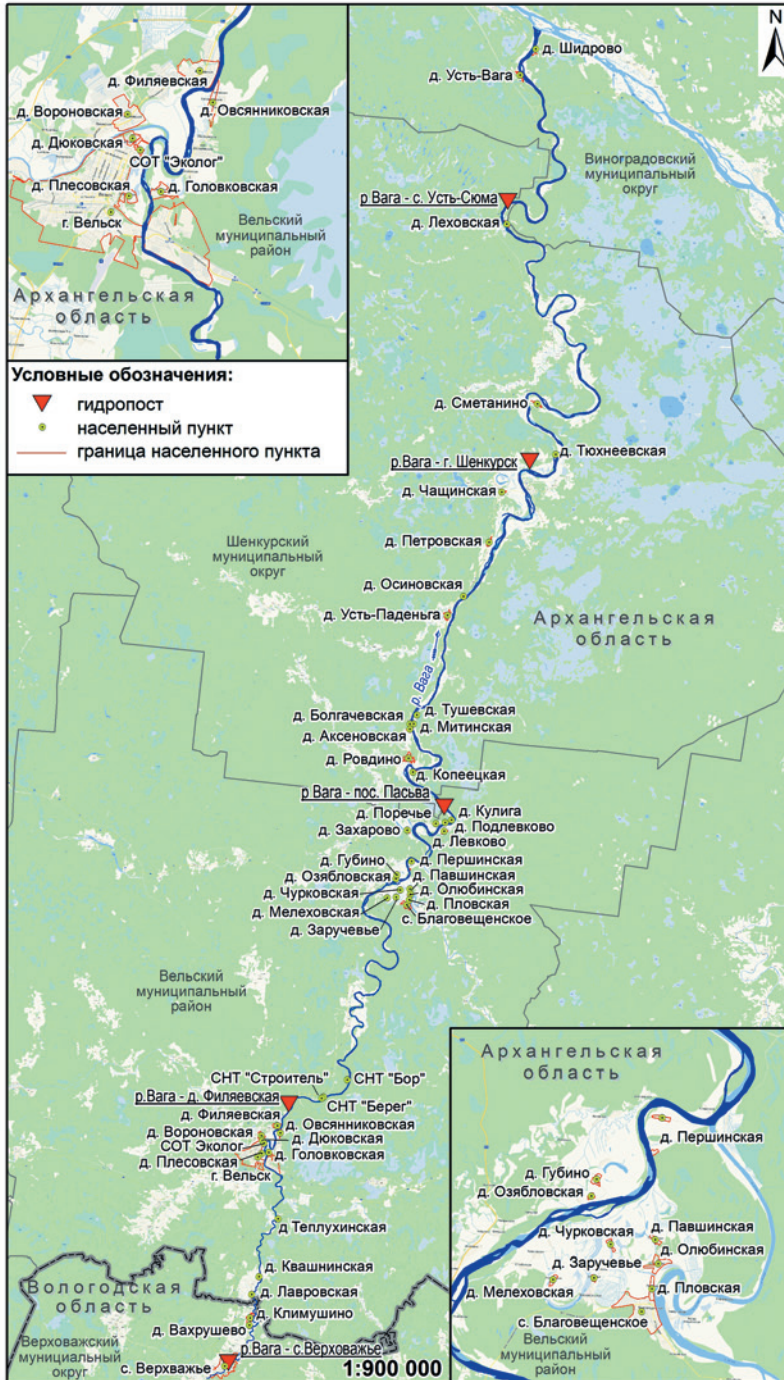 д. Филяевская
д. Вороновская
д. Овсянниковская
д. Дюковская
СОТ "Эколог"
д. Плесовская
д. Головковская
г. Вельск
Вельский
муниципальный
район
Архангельская
область
Условные обозначения:
гидропост
населенный пункт
граница населенного пункта
N
д. Шидрово
д. Усть-Вага
Виноградовский
муниципальный
округ
р Вага - с. Усть-Сюма
д. Леховская
д. Сметанино
д. Тюхнеевская
р.Вага - г. Шенкурск
д. Чащинская
Шенкурский
муниципальный
округ
д. Петровская
д. Осиновская
д. Усть-Паденьга
Архангельская
область
р. Вага
д. Тушевская
д. Болгачевская
д. Митинская
д. Аксеновская
д. Ровдино
д. Копеецкая
р Вага - пос. Пасьва
д. Кулига
д. Поречье
д. Подлевково
д. Захарово
д. Левково
д. Губино
д. Першинская
д. Озябловская
д. Павшинская
д. Чурковская
д. Олюбинская
д. Мелеховская
д. Пловская
д. Заручевье
с. Благовещенское
Вельский
муниципальный
район
СНТ "Строитель"
СНТ "Бор"
р.Вага - д. Филяевская
СНТ "Берег"
д. Филяевская
д. Овсянниковская
д. Вороновская
д. Дюковская
СОТ Эколог
д. Плесовская
д. Головковская
г. Вельск
д Теплухинская
д. Квашнинская
Вологодская
область
д. Лавровская
д. Климушино
д. Вахрушево
Верховажский
муниципальный
округ
р.Вага - с.Верховажье
с. Верхважье
1:900 000
Архангельская
область
д. Першинская
д. Губино
д. Озябловская
д. Чурковская
д. Павшинская
д. Олюбинская
д. Заручевье
д. Мелеховская
д. Пловская
с. Благовещенское
Вельский
муниципальный
район